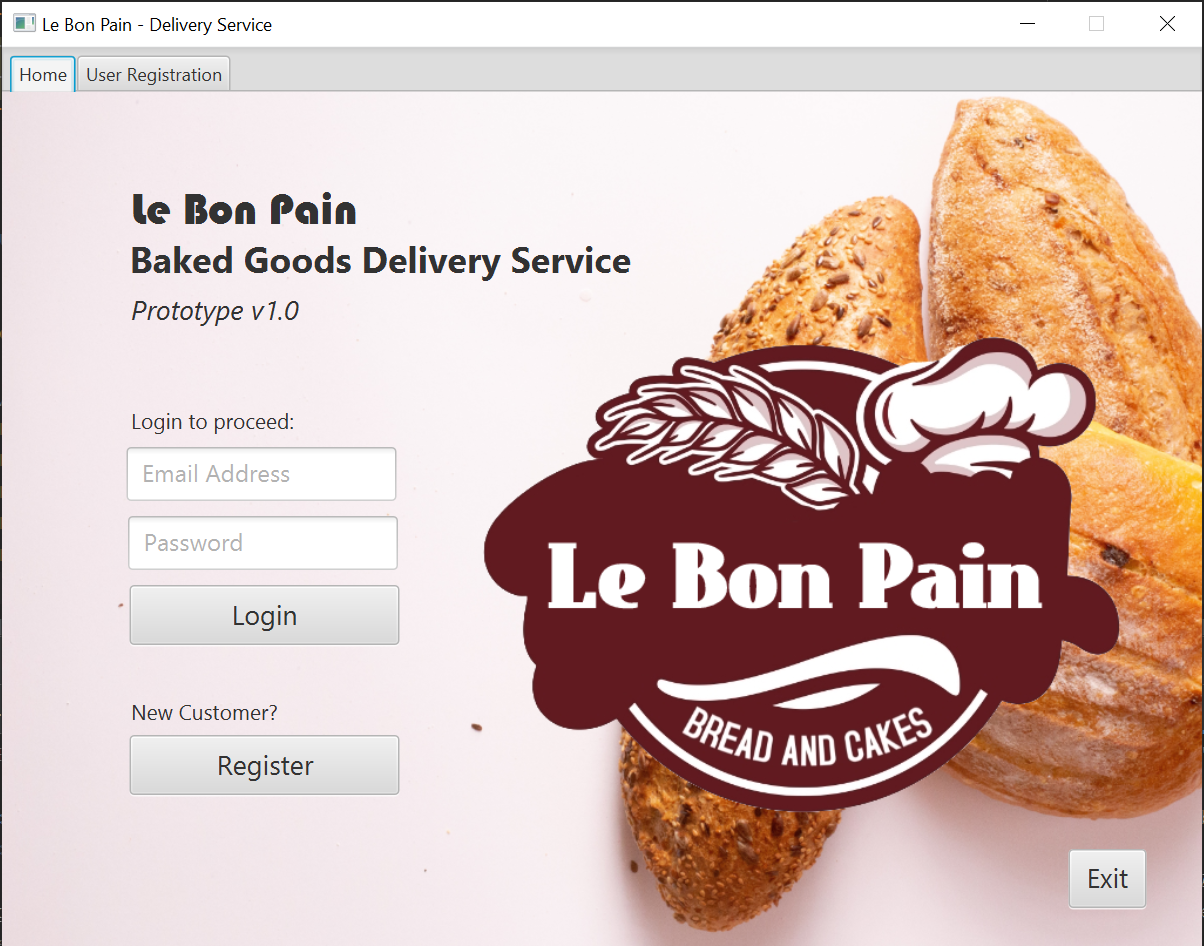 Le Bon Pain - Delivery Service
Home
User Registration
Le Bon Pain
Baked Goods Delivery Service
Prototype v1.0
Login to proceed:
Email Address
Password
Login
New Customer?
Register
Le Bon Pain
BREAD AND CAKES
Exit